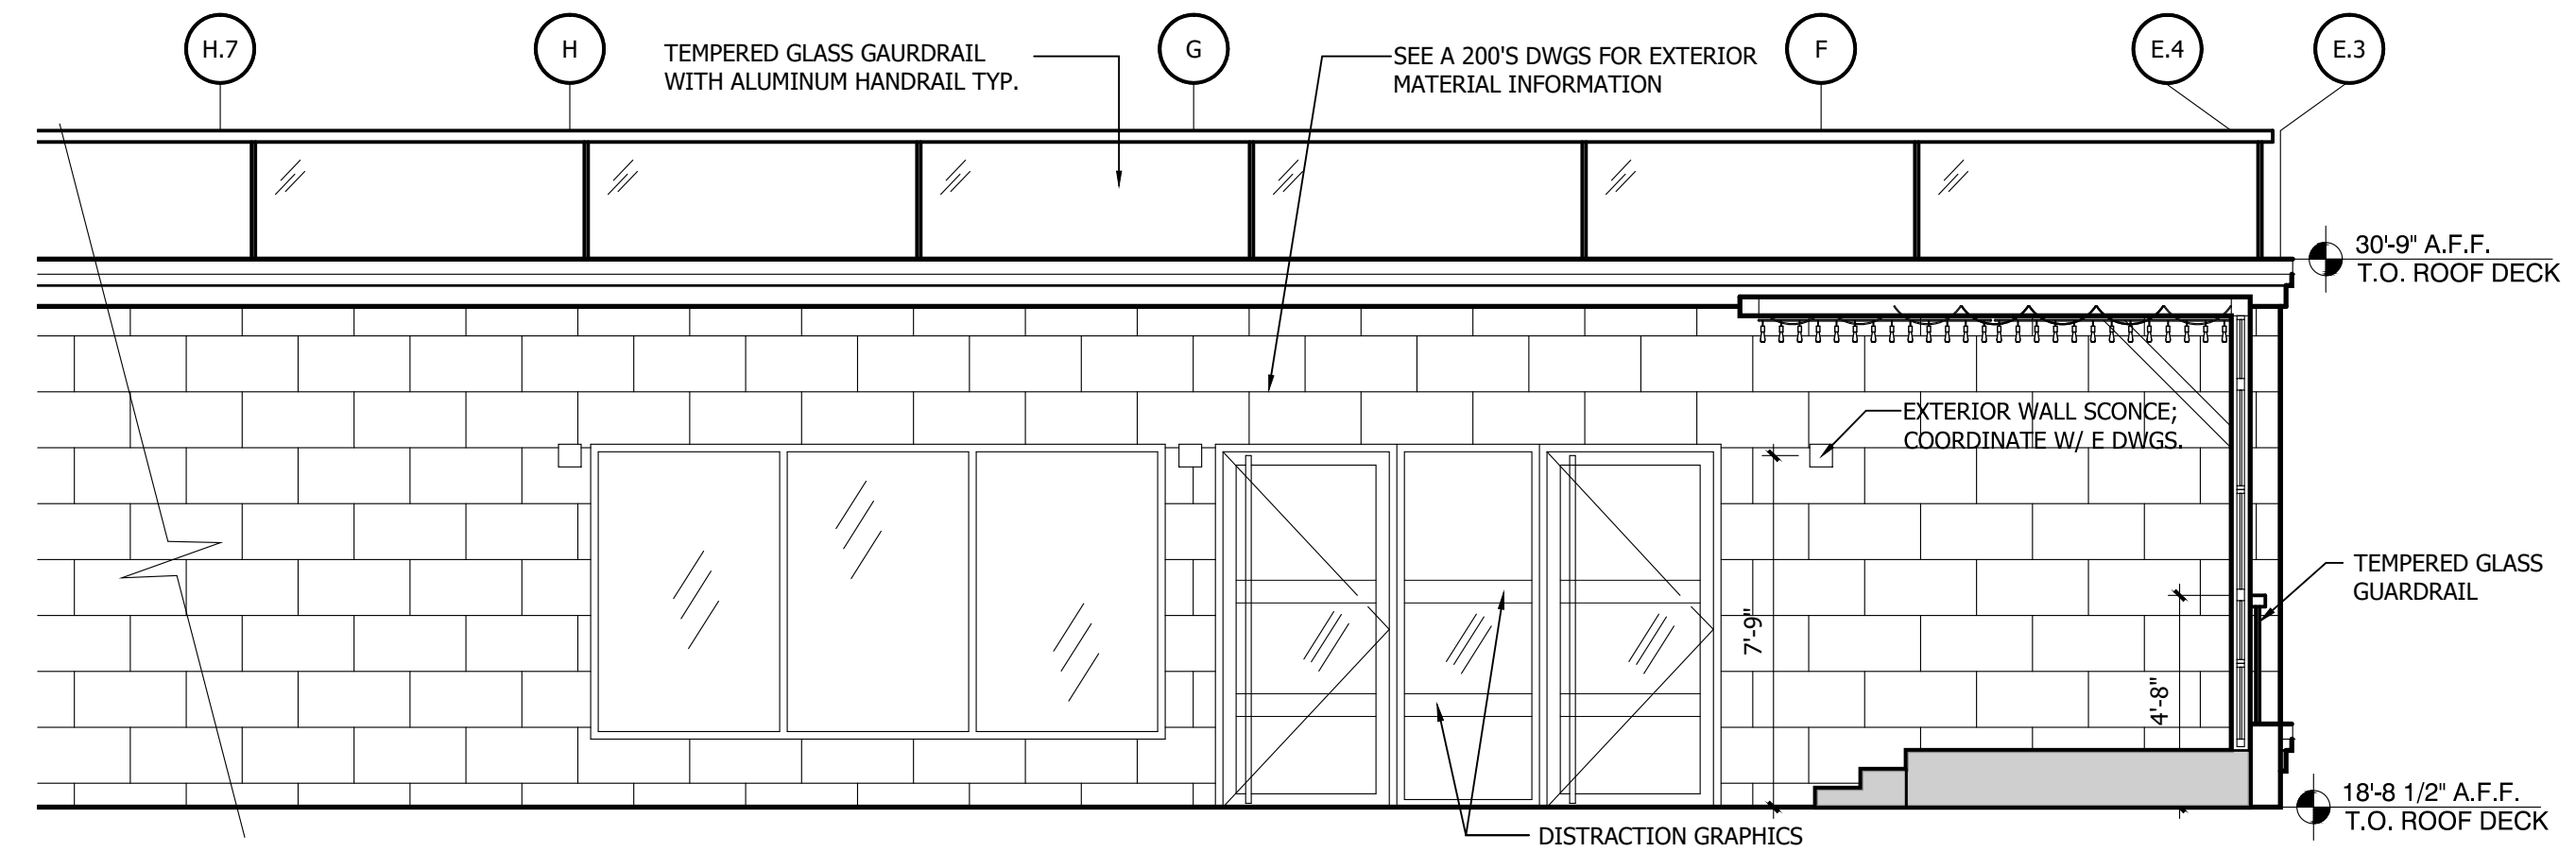 H.7
H
TEMPERED GLASS GAURDRAIL
WITH ALUMINUM HANDRAIL TYP.
G
SEE A 200'S DWGS FOR EXTERIOR
MATERIAL INFORMATION
F
E.4
E.3
30'-9" A.F.F.
T.O. ROOF DECK
EXTERIOR WALL SCONCE;
COORDINATE W/ E DWGS.
TEMPERED GLASS
GUARDRAIL
7'-9"
4'-8"
18'-8 1/2" A.F.F.
T.O. ROOF DECK
DISTRACTION GRAPHICS